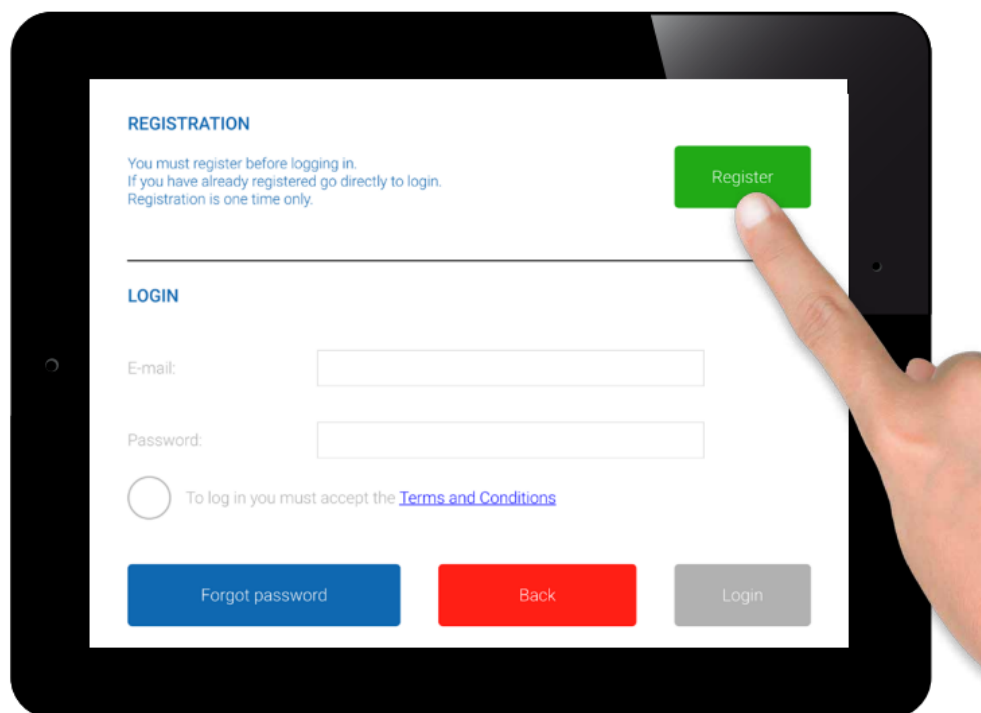 REGISTRATION
You must register before logging in.
If you have already registered go directly to login.
Registration is one time only.
Register
LOGIN
E-mail:
Password:
To log in you must accept the Terms and Conditions
Forgot password
Back
Login